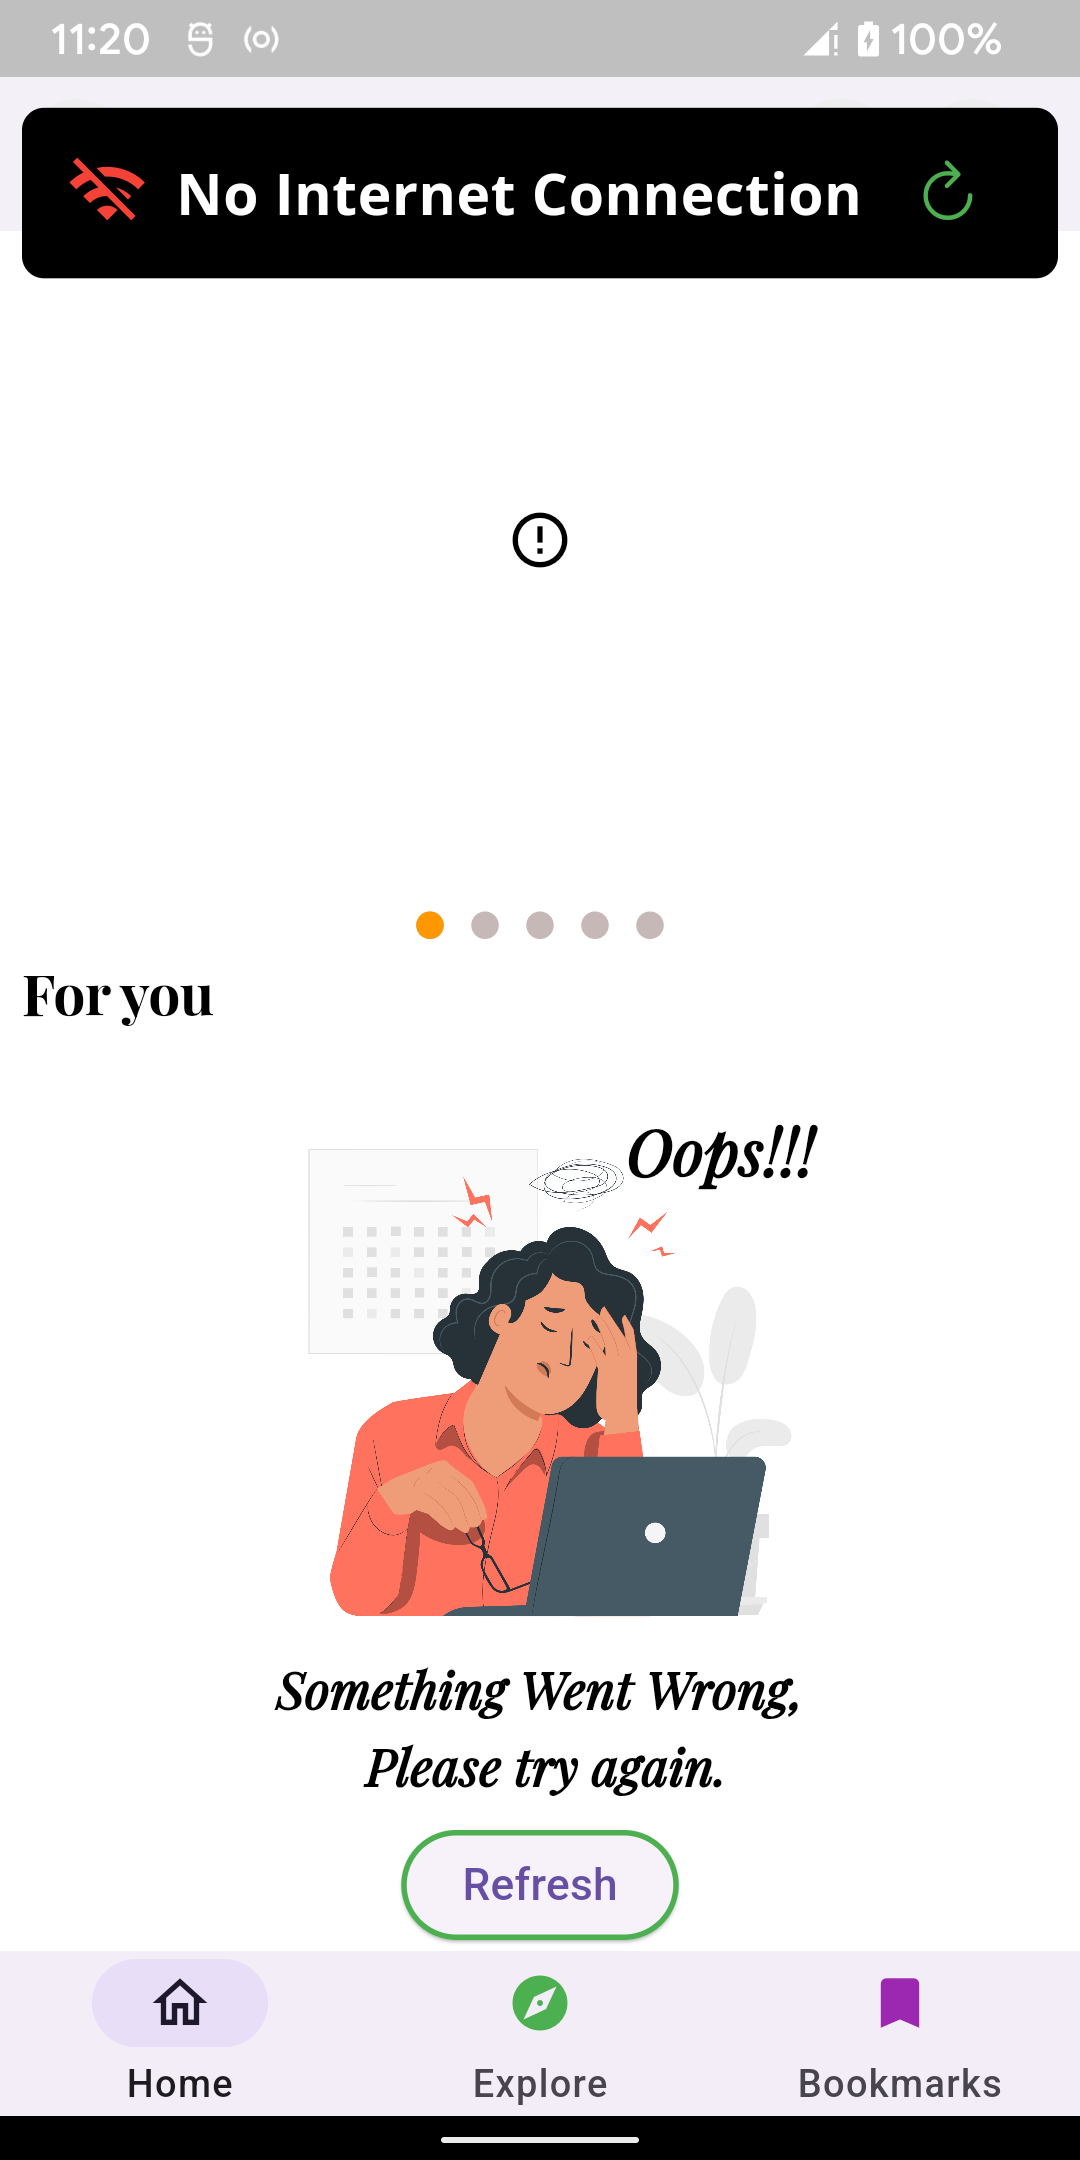 11:20
100%
No Internet Connection
For you
Oops!!!
Something Went Wrong,
Please try again.
Refresh
Home
Explore
Bookmarks